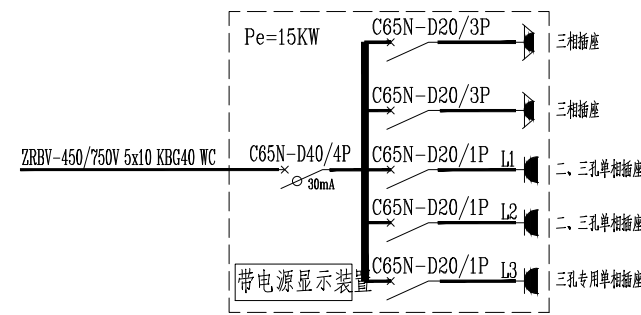 Pe=15KW
C65N-D20/3P
三相插座
C65N-D20/3P
三相插座
ZRBV-450/750V 5x10 KBG40 WC
C65N-D40/4P
30mA
C65N-D20/1P
L1
二、三孔单相插座
C65N-D20/1P
L2
二、三孔单相插座
C65N-D20/1P
L3
三孔专用单相插座
带电源显示装置